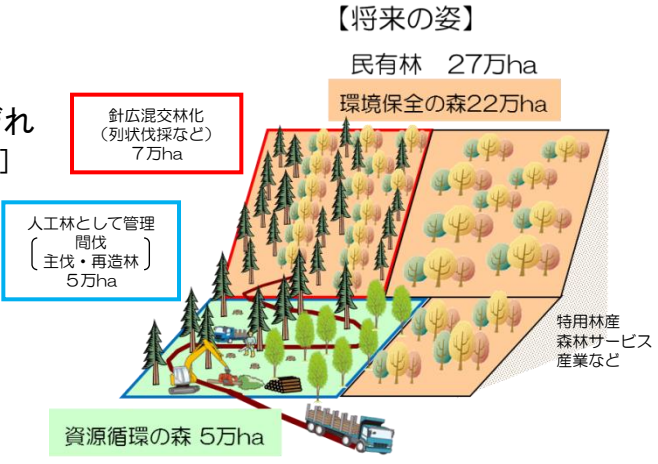 【将来の姿】
民有林 27万ha
環境保全の森22万ha
針広混交林化
(列状伐採など)
7万ha
れ
]
人工林として管理
間伐
主伐・再造林
5万ha
特用林産
森林サービス
産業など
資源循環の森 5万ha